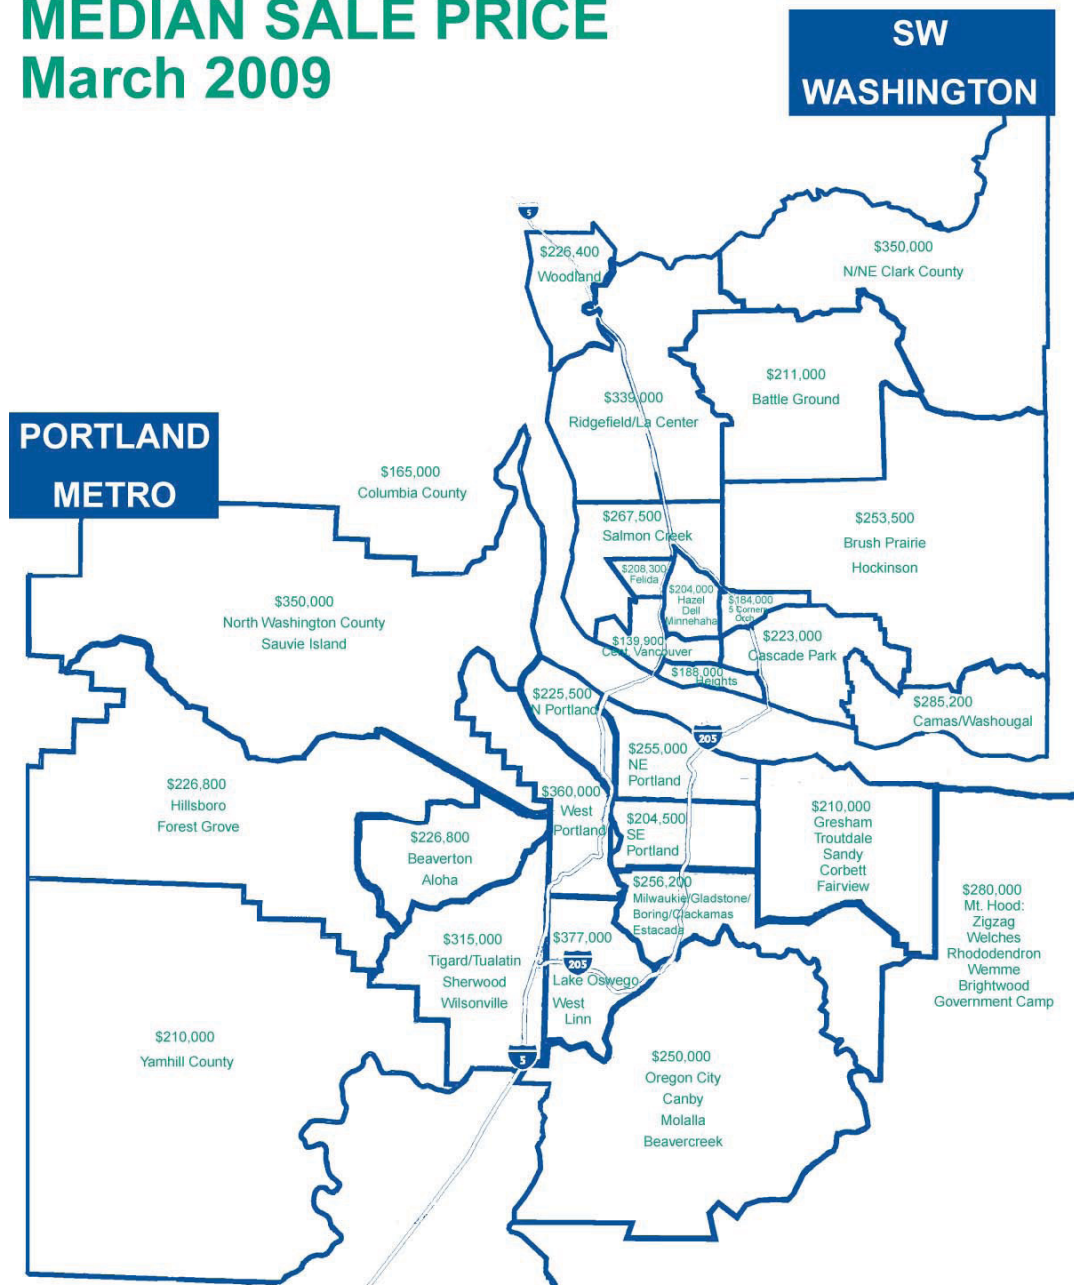 MEDIAN SALE PRICE
March 2009
SW
WASHINGTON
5
$226,400
Woodland
$350,000
N/NE Clark County
$211,000
Battle Ground
$339,000
Ridgefield/La Center
PORTLAND
METRO
$165,000
Columbia County
$267,500
Salmon Creek
$253,500
Brush Prairie
Hockinson
$208,300
Felida
$204,000
Hazel
Dell
Minnehaha
$184,000
5 Corners
Orch
$350,000
North Washington County
Sauvie Island
$139,900
Cent. Vancouver
$223,000
Cascade Park
$188,000
Heights
$225,500
N Portland
$285,200
Camas/Washougal
205
$255,000
NE
Portland
$226,800
Hillsboro
Forest Grove
$360,000
West
Portland
$204,500
SE
Portland
$210,000
Gresham
Troutdale
Sandy
Corbett
Fairview
$226,800
Beaverton
Aloha
$256,200
Milwaukie/Gladstone/
Boring/Clackamas
Estacada
$280,000
Mt. Hood:
Zigzag
Welches
Rhododendron
Wemme
Brightwood
Government Camp
$315,000
Tigard/Tualatin
Sherwood
Wilsonville
$377,000
205
Lake Oswego
West
Linn
$210,000
Yamhill County
5
$250,000
Oregon City
Canby
Molalla
Beavercreek